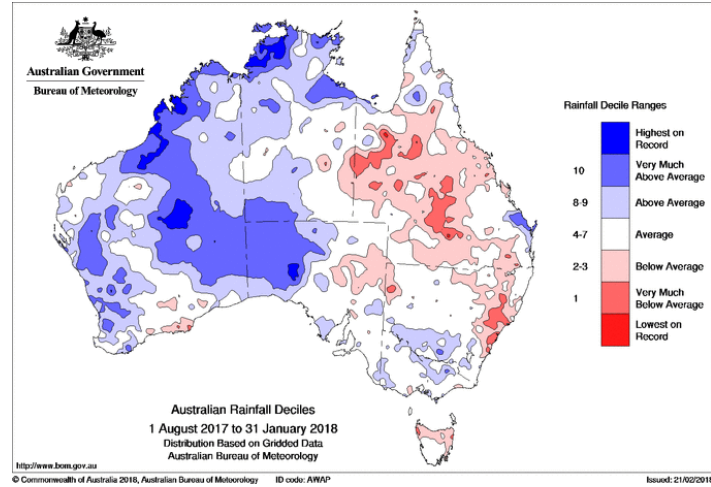 Australian Government
Bureau of Meteorology
Rainfall Decile Ranges
Highest on
Record
10
Very Much
Above Average
8-9
Above Average
4-7
Average
2-3
Below Average
1
Very Much
Below Average
Lowest on
Record
Australian Rainfall Deciles
1 August 2017 to 31 January 2018
Distribution Based on Gridded Data
Australian Bureau of Meteorology
http://www.bom.gov.au
© Commonwealth of Australia 2018, Australian Bureau of Meteorology ID code: AWAP Issued: 21/02/2018